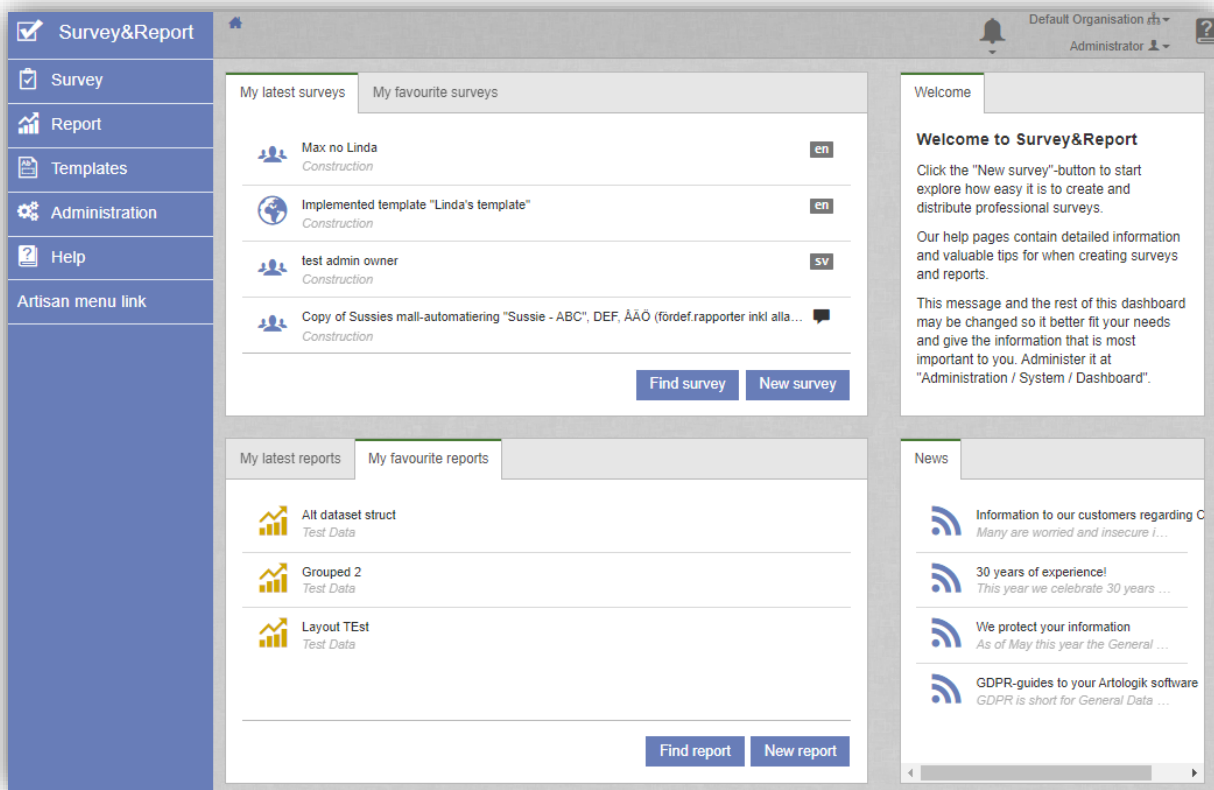 Survey&Report
Default Organisation
Administrator
Survey
Report
Templates
Administration
Help
Artisan menu link
My latest surveys
My favourite surveys
Max no Linda
en
Construction
Implemented template "Linda's template"
en
Construction
test admin owner
sv
Construction
Copy of Sussies mall-automatiering "Sussie - ABC", DEF, ÅÄÖ (fördef.rapporter inkl alla…
Construction
Find survey
New survey
Welcome
Welcome to Survey&Report
Click the "New survey"-button to start
explore how easy it is to create and
distribute professional surveys.
Our help pages contain detailed information
and valuable tips for when creating surveys
and reports.
This message and the rest of this dashboard
may be changed so it better fit your needs
and give the information that is most
important to you. Administer it at
"Administration / System / Dashboard".
My latest reports
My favourite reports
Alt dataset struct
Test Data
Grouped 2
Test Data
Layout TEst
Test Data
Find report
New report
News
Information to our customers regarding C
Many are worried and insecure i…
30 years of experience!
This year we celebrate 30 years …
We protect your information
As of May this year the General …
GDPR-guides to your Artologik software
GDPR is short for General Data …